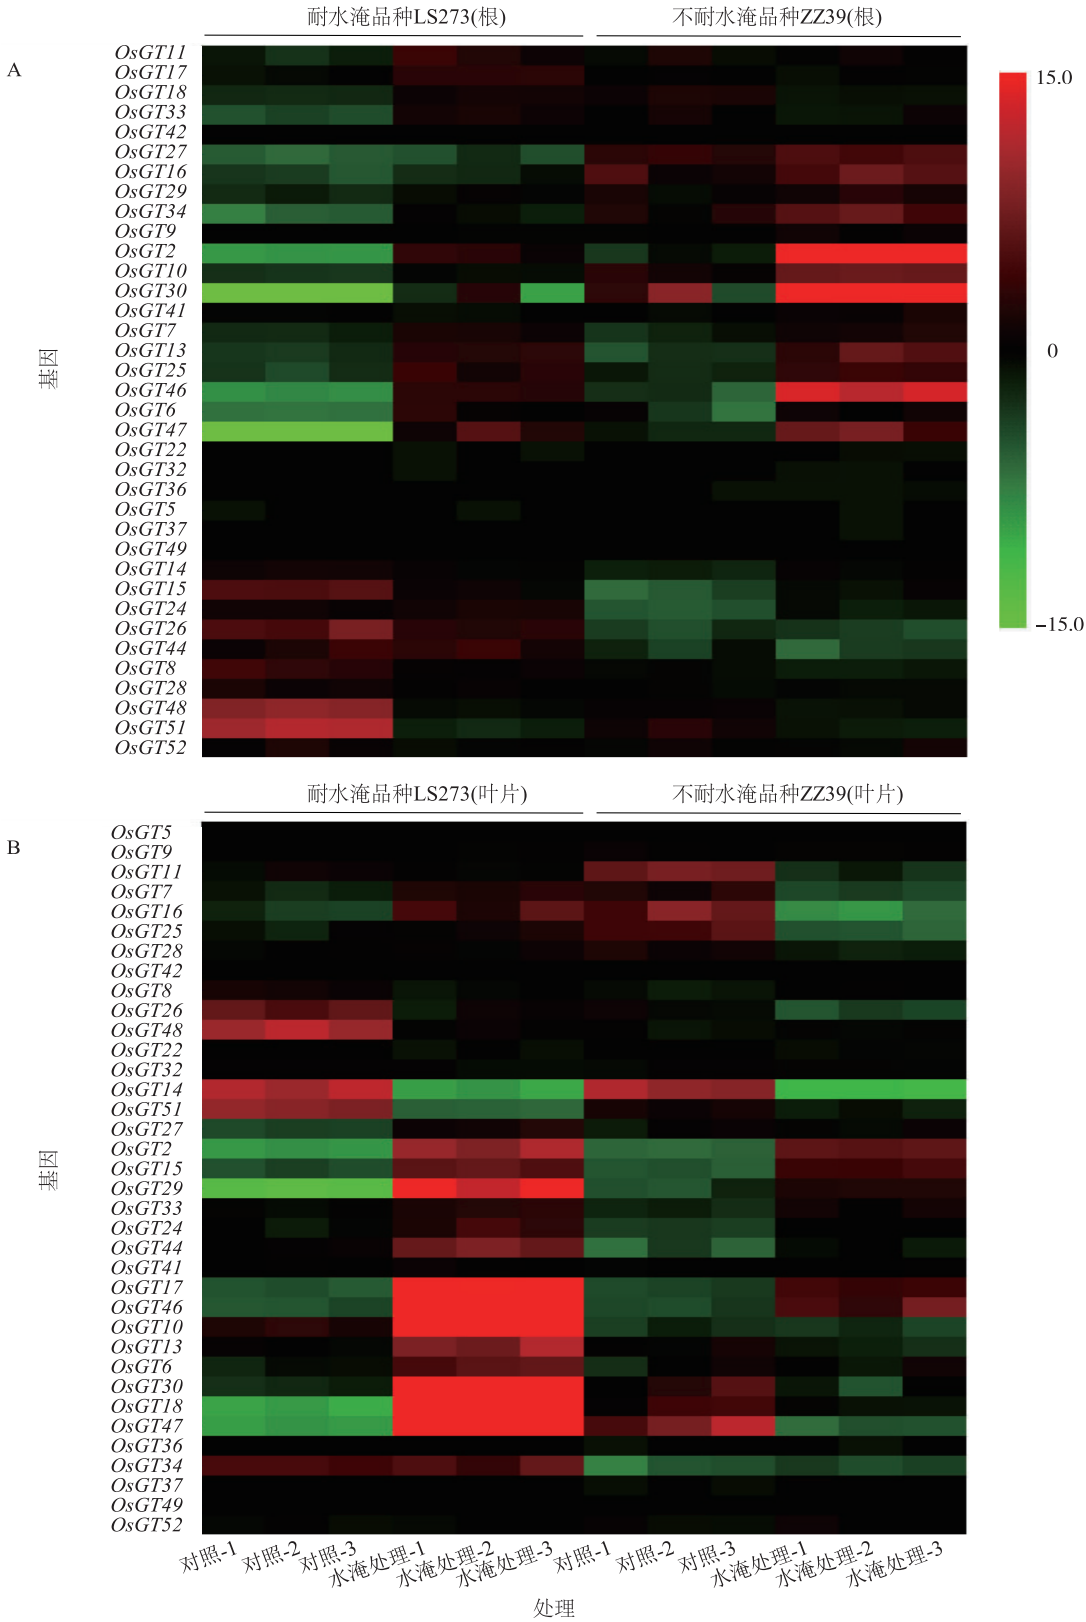 耐水淹品种LS273(根) 不耐水淹品种ZZ39(根)
A
OsGT11
OsGT17
OsGT18
OsGT33
OsGT42
OsGT27
OsGT16
OsGT29
OsGT34
OsGT9
OsGT2
OsGT10
OsGT30
OsGT41
OsGT7
OsGT13
OsGT25
OsGT46
OsGT6
OsGT47
OsGT22
OsGT32
OsGT36
OsGT5
OsGT37
OsGT49
OsGT14
OsGT15
OsGT24
OsGT26
OsGT44
OsGT8
OsGT28
OsGT48
OsGT51
OsGT52
基因
15.0
0
−15.0
耐水淹品种LS273(叶片) 不耐水淹品种ZZ39(叶片)
B
OsGT5
OsGT9
OsGT11
OsGT7
OsGT16
OsGT25
OsGT28
OsGT42
OsGT8
OsGT26
OsGT48
OsGT22
OsGT32
OsGT14
OsGT51
OsGT27
OsGT2
OsGT15
OsGT29
OsGT33
OsGT24
OsGT44
OsGT41
OsGT17
OsGT46
OsGT10
OsGT13
OsGT6
OsGT30
OsGT18
OsGT47
OsGT36
OsGT34
OsGT37
OsGT49
OsGT52
基因
对照-1 对照-2 对照-3 水淹处理-1 水淹处理-2 水淹处理-3 对照-1 对照-2 对照-3 水淹处理-1 水淹处理-2 水淹处理-3
处理